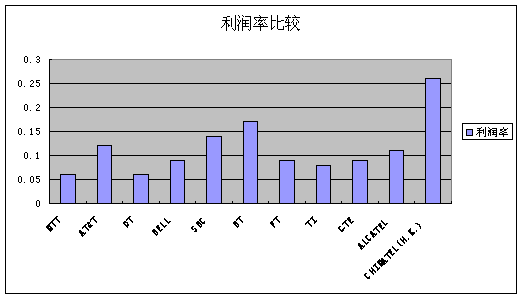 利润率比较
0.3
0.25
0.2
0.15
0.1
0.05
0
NTT
AT&T
DT
BELL
SBC
BT
FT
TI
GTE
ALCATEL
CHINATEL(H.K.)
利润率